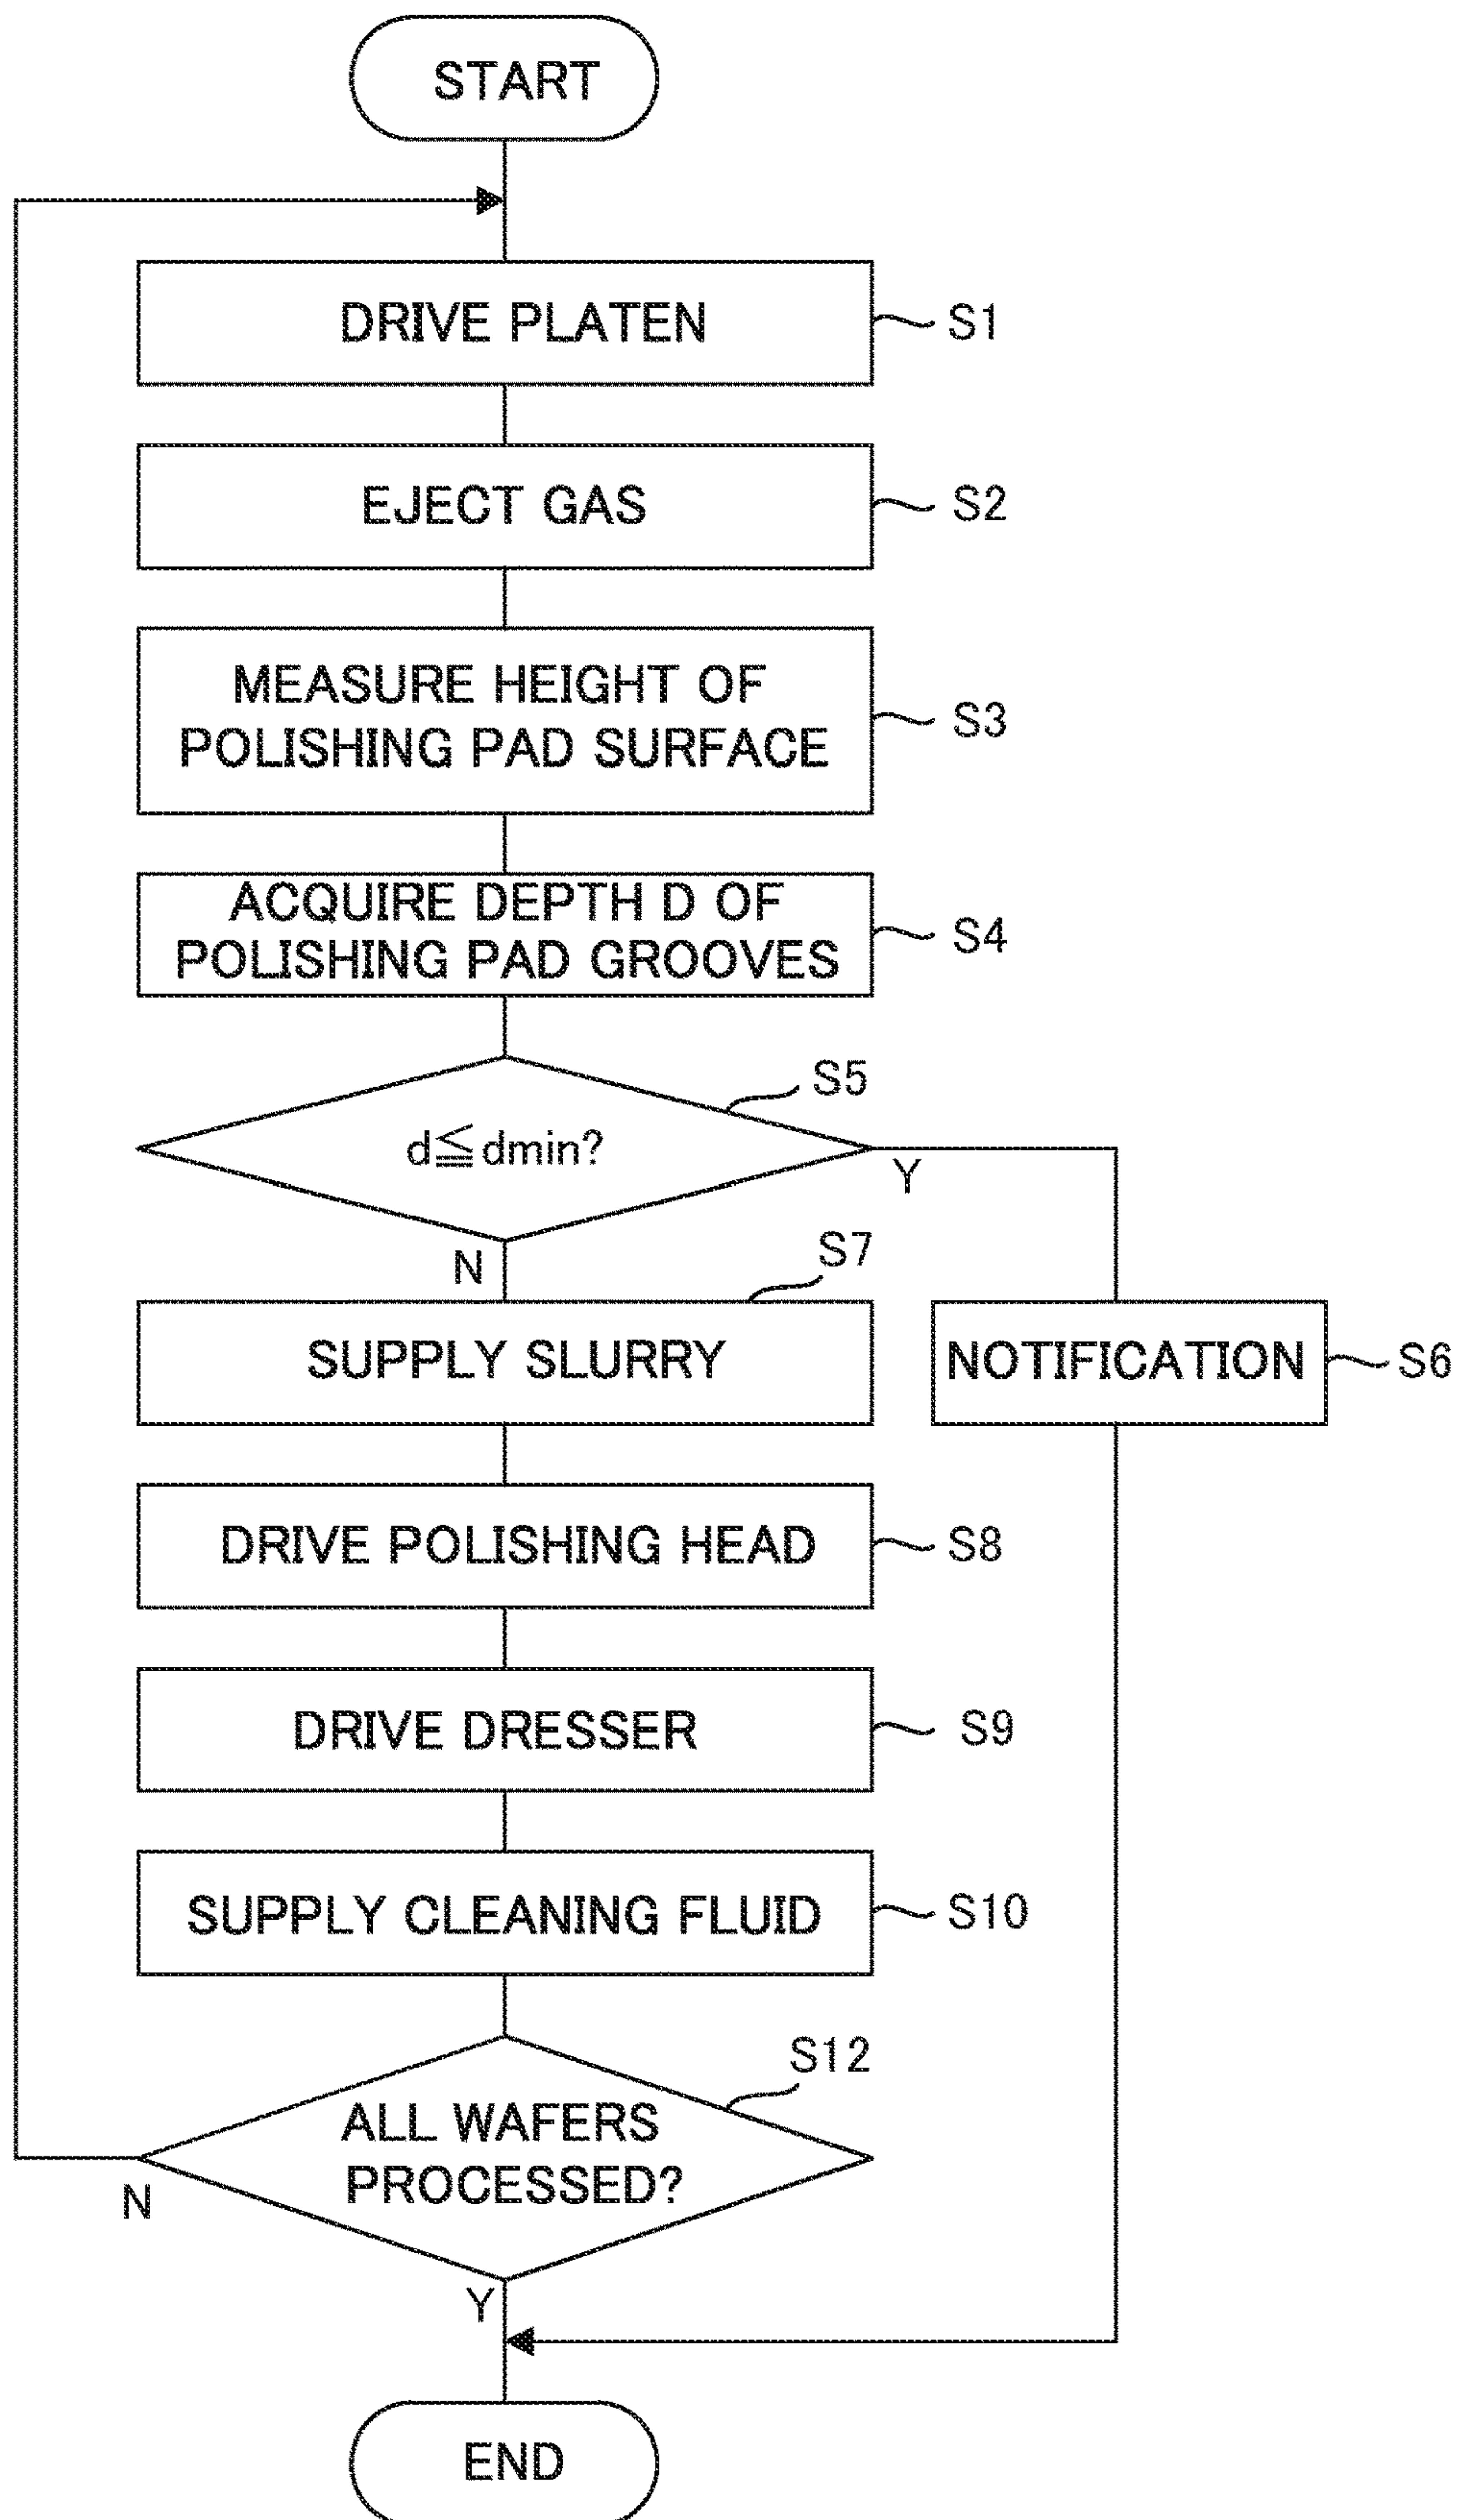 START
DRIVE PLATEN
S1
EJECT GAS
S2
MEASURE HEIGHT OF
POLISHING PAD SURFACE
S3
ACQUIRE DEPTH D OF
POLISHING PAD GROOVES
S4
S5
d≦dmin?
Y
N
S7
SUPPLY SLURRY
NOTIFICATION
S6
DRIVE POLISHING HEAD
S8
DRIVE DRESSER
S9
SUPPLY CLEANING FLUID
S10
S12
ALL WAFERS
PROCESSED?
N
Y
END